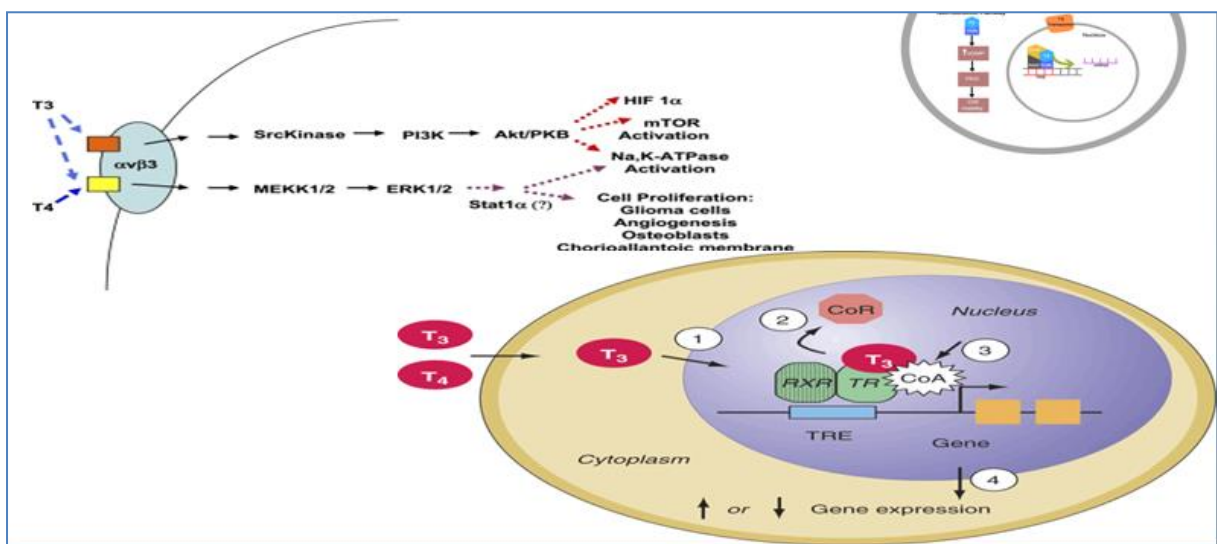 Nucleus
T3
T4
αvβ3
SrcKinase
PI3K
Akt/PKB
HIF 1α
mTOR
Activation
Na,K-ATPase
Activation
MEKK1/2
ERK1/2
Stat1α (?)
Cell Proliferation:
Glioma cells
Angiogenesis
Osteoblasts
Chorioallantoic membrane
T3
T4
T3
1
2
CoR
Nucleus
T3
3
RXR
TR
CoA
TRE
Gene
Cytoplasm
4
↑ or ↓ Gene expression